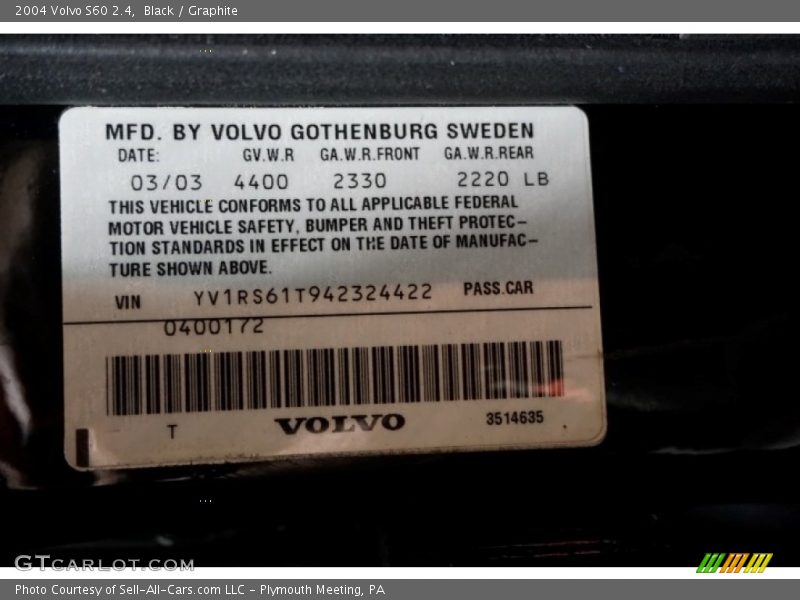 2004 Volvo S60 2.4, Black / Graphite
MFD. BY VOLVO GOTHENBURG SWEDEN
DATE: GV.W.R GA.W.R.FRONT GA.W.R.REAR
03/03 4400 2330 2220 LB
THIS VEHICLE CONFORMS TO ALL APPLICABLE FEDERAL
MOTOR VEHICLE SAFETY, BUMPER AND THEFT PROTEC-
TION STANDARDS IN EFFECT ON THE DATE OF MANUFAC-
TURE SHOWN ABOVE.
VIN YV1RS61T942324422 PASS.CAR
0400172
T VOLVO 3514635
GTCARLOT.COM
Photo Courtesy of Sell-All-Cars.com LLC - Plymouth Meeting, PA